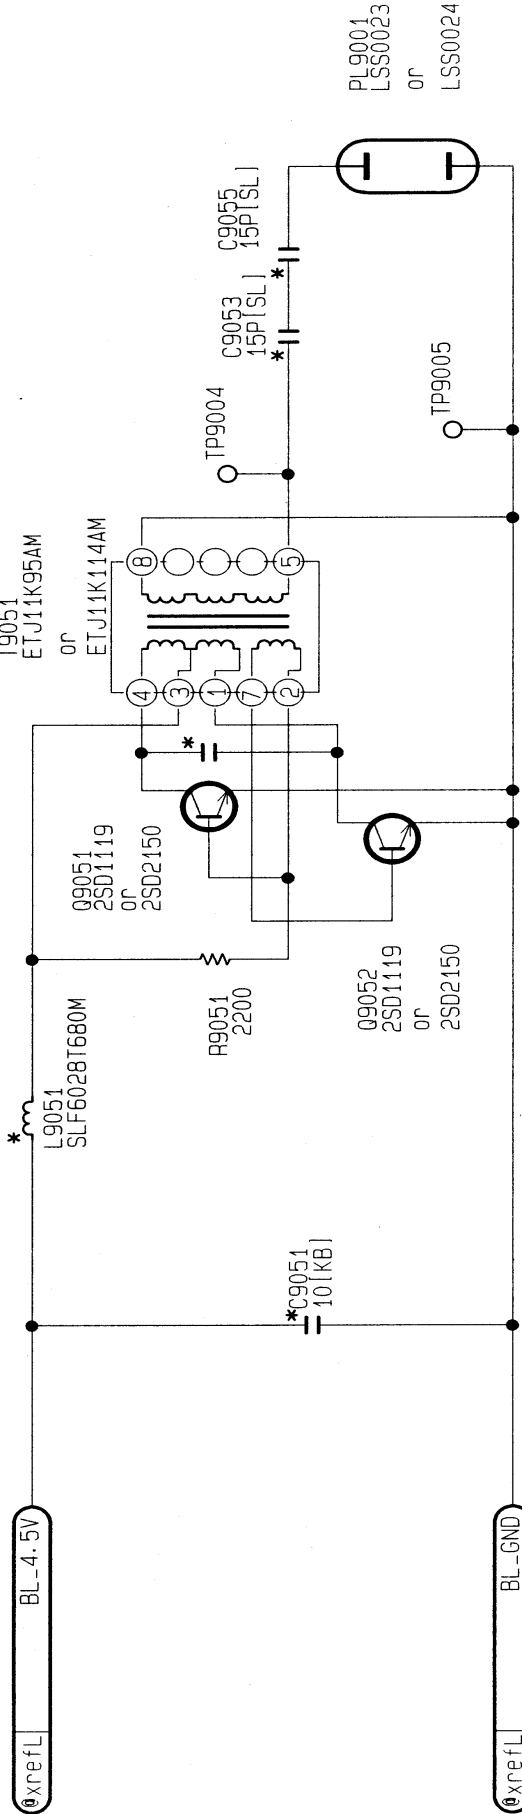 PL9001
LSS0023
or
LSS0024
C9055
15P[SL]
*
C9053
15P[SL]
*
TP9004
TP9005
T9051
ETJ11K95AM
or
ETJ11K114AM
8
5
4
3
1
7
2
*
Q9051
2SD1119
or
2SD2150
Q9052
2SD1119
or
2SD2150
R9051
2200
*
L9051
SLF6028T680M
*
C9051
10[KB]
BL_4.5V
@xrefL
BL_GND
@xrefL